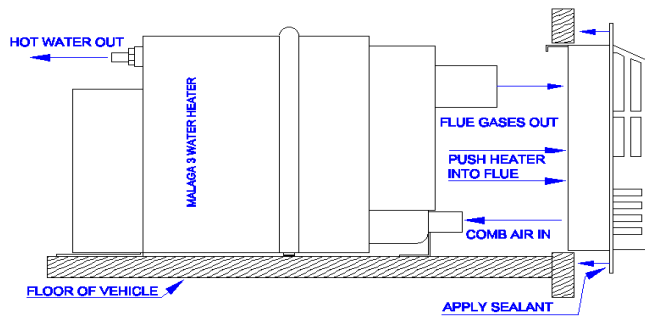 HOT WATER OUT
MALAGA 3 WATER HEATER
FLUE GASES OUT
PUSH HEATER
INTO FLUE
COMB AIR IN
FLOOR OF VEHICLE
APPLY SEALANT